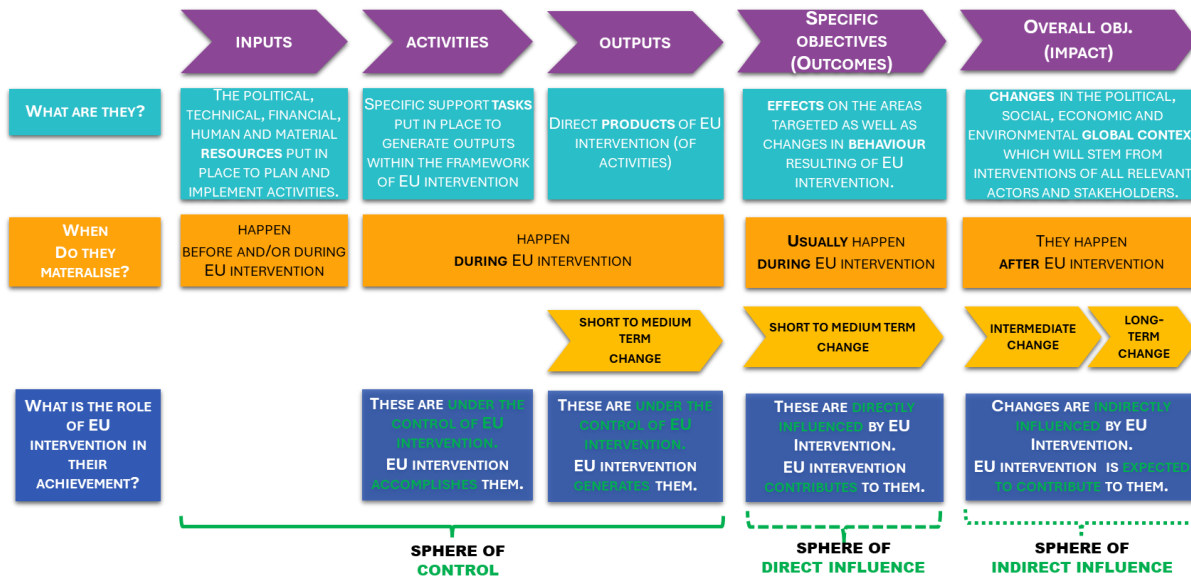 INPUTS
ACTIVITIES
OUTPUTS
SPECIFIC
OBJECTIVES
(OUTCOMES)
OVERALL OBJ.
(IMPACT)
WHAT ARE THEY?
THE POLITICAL,
TECHNICAL, FINANCIAL,
HUMAN AND MATERIAL
RESOURCES PUT IN
PLACE TO PLAN AND
IMPLEMENT ACTIVITIES.
SPECIFIC SUPPORT TASKS
PUT IN PLACE TO
GENERATE OUTPUTS
WITHIN THE FRAMEWORK
OF EU INTERVENTION
DIRECT PRODUCTS OF EU
INTERVENTION (OF
ACTIVITIES)
EFFECTS ON THE AREAS
TARGETED AS WELL AS
CHANGES IN BEHAVIOUR
RESULTING OF EU
INTERVENTION.
CHANGES IN THE POLITICAL,
SOCIAL, ECONOMIC AND
ENVIRONMENTAL GLOBAL CONTEX
WHICH WILL STEM FROM
INTERVENTIONS OF ALL RELEVANT
ACTORS AND STAKEHOLDERS.
WHEN
DO THEY
MATERALISE?
HAPPEN
BEFORE AND/OR DURING
EU INTERVENTION
HAPPEN
DURING EU INTERVENTION
USUALLY HAPPEN
DURING EU INTERVENTION
THEY HAPPEN
AFTER EU INTERVENTION
SHORT TO MEDIUM
TERM
CHANGE
SHORT TO MEDIUM TERM
CHANGE
INTERMEDIATE
CHANGE
LONG-
TERM
CHANGE
WHAT IS THE ROLE
OF EU
INTERVENTION IN
THEIR
ACHIEVEMENT?
THESE ARE UNDER THE
CONTROL OF EU
INTERVENTION.
EU INTERVENTION
ACCOMPLISHES THEM.
THESE ARE UNDER THE
CONTROL OF EU
INTERVENTION.
EU INTERVENTION
GENERATES THEM.
THESE ARE DIRECTLY
INFLUENCED BY EU
INTERVENTION.
EU INTERVENTION
CONTRIBUTES TO THEM.
CHANGES ARE INDIRECTLY
INFLUENCED BY EU
INTERVENTION.
EU INTERVENTION IS EXPECTED
TO CONTRIBUTE TO THEM.
SPHERE OF
CONTROL
SPHERE OF
DIRECT INFLUENCE
SPHERE OF
INDIRECT INFLUENCE